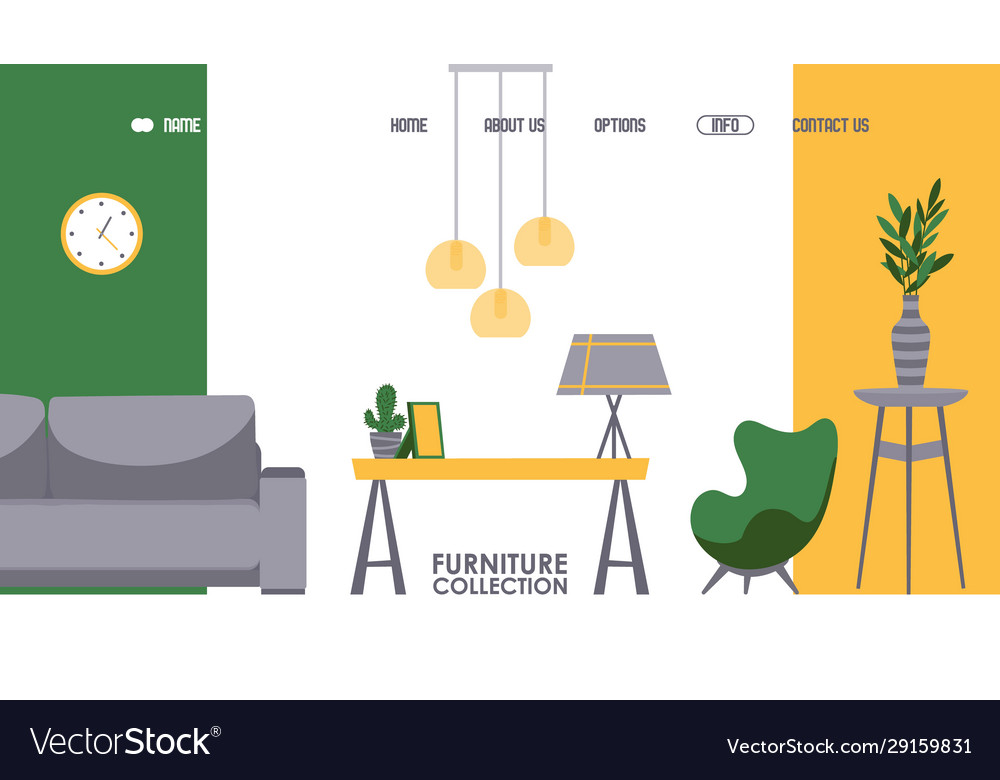 NAME HOME ABOUT US OPTIONS INFO CONTACT US
FURNITURE
COLLECTION
VectorStock® VectorStock.com/29159831